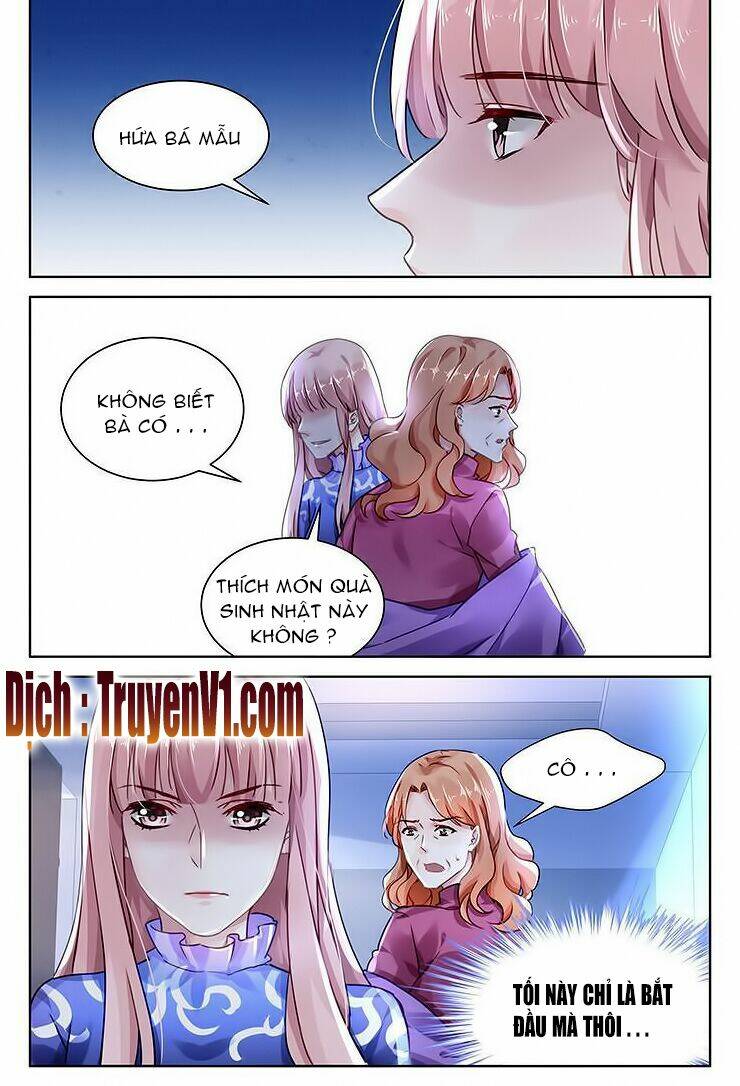 HỨA BÁ MẪU
KHÔNG BIẾT
BÀ CÓ . . .
THÍCH MÓN QUÀ
SINH NHẬT NÀY
KHÔNG ?
Dịch : TruyenV1.com
CÔ . . .
TỐI NÀY CHỈ LÀ BẮT
ĐẦU MÀ THÔI . . .